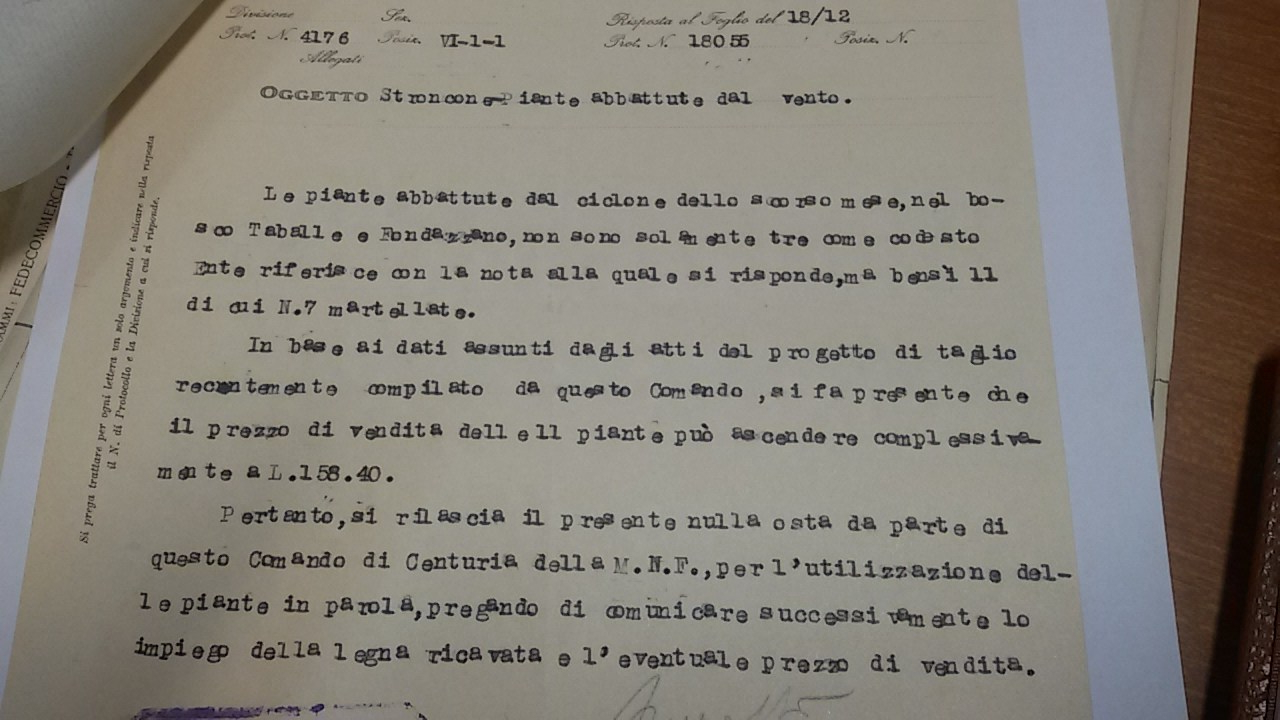 Divisione Sez. Risposta al Foglio del 18/12
Prot. N. 4176 Posiz. VI-1-1 Prot. N. 18055 Posiz. N.
Allegati
OGGETTO Stroncone-Piante abbattute dal vento.
Le piante abbattute dal ciclone dello scorso mese,nel bo-
sco Taballe e Fondazzano,non sono solamente tre come codesto
Ente riferisce con la nota alla quale si risponde,ma bensì 11
di cui N.7 martellate.
In base ai dati assunti dagli atti del progetto di taglio
recentemente compilato da questo Comando ,si fa presente che
il prezzo di vendita delle 11 piante può ascendere complessiva-
mente a L.158.40.
Pertanto,si rilascia il presente nulla osta da parte di
questo Comando di Centuria della M.N.F.,per l'utilizzazione del-
le piante in parola,pregando di comunicare successivamente lo
impiego della legna ricavata e l'eventuale prezzo di vendita.
Si prega trattare per ogni lettera un solo argomento e indicare nella risposta
il N. di Protocollo e la Divisione a cui si risponde.
FEDECOMMERCIO